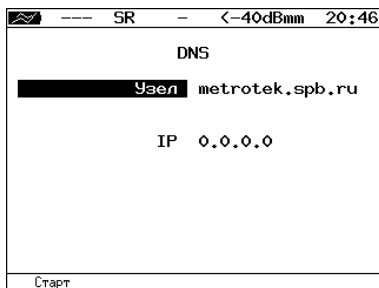 --- SR - <-40dBmm 20:46
DNS
Узел metrotek.spb.ru
IP 0.0.0.0
Старт